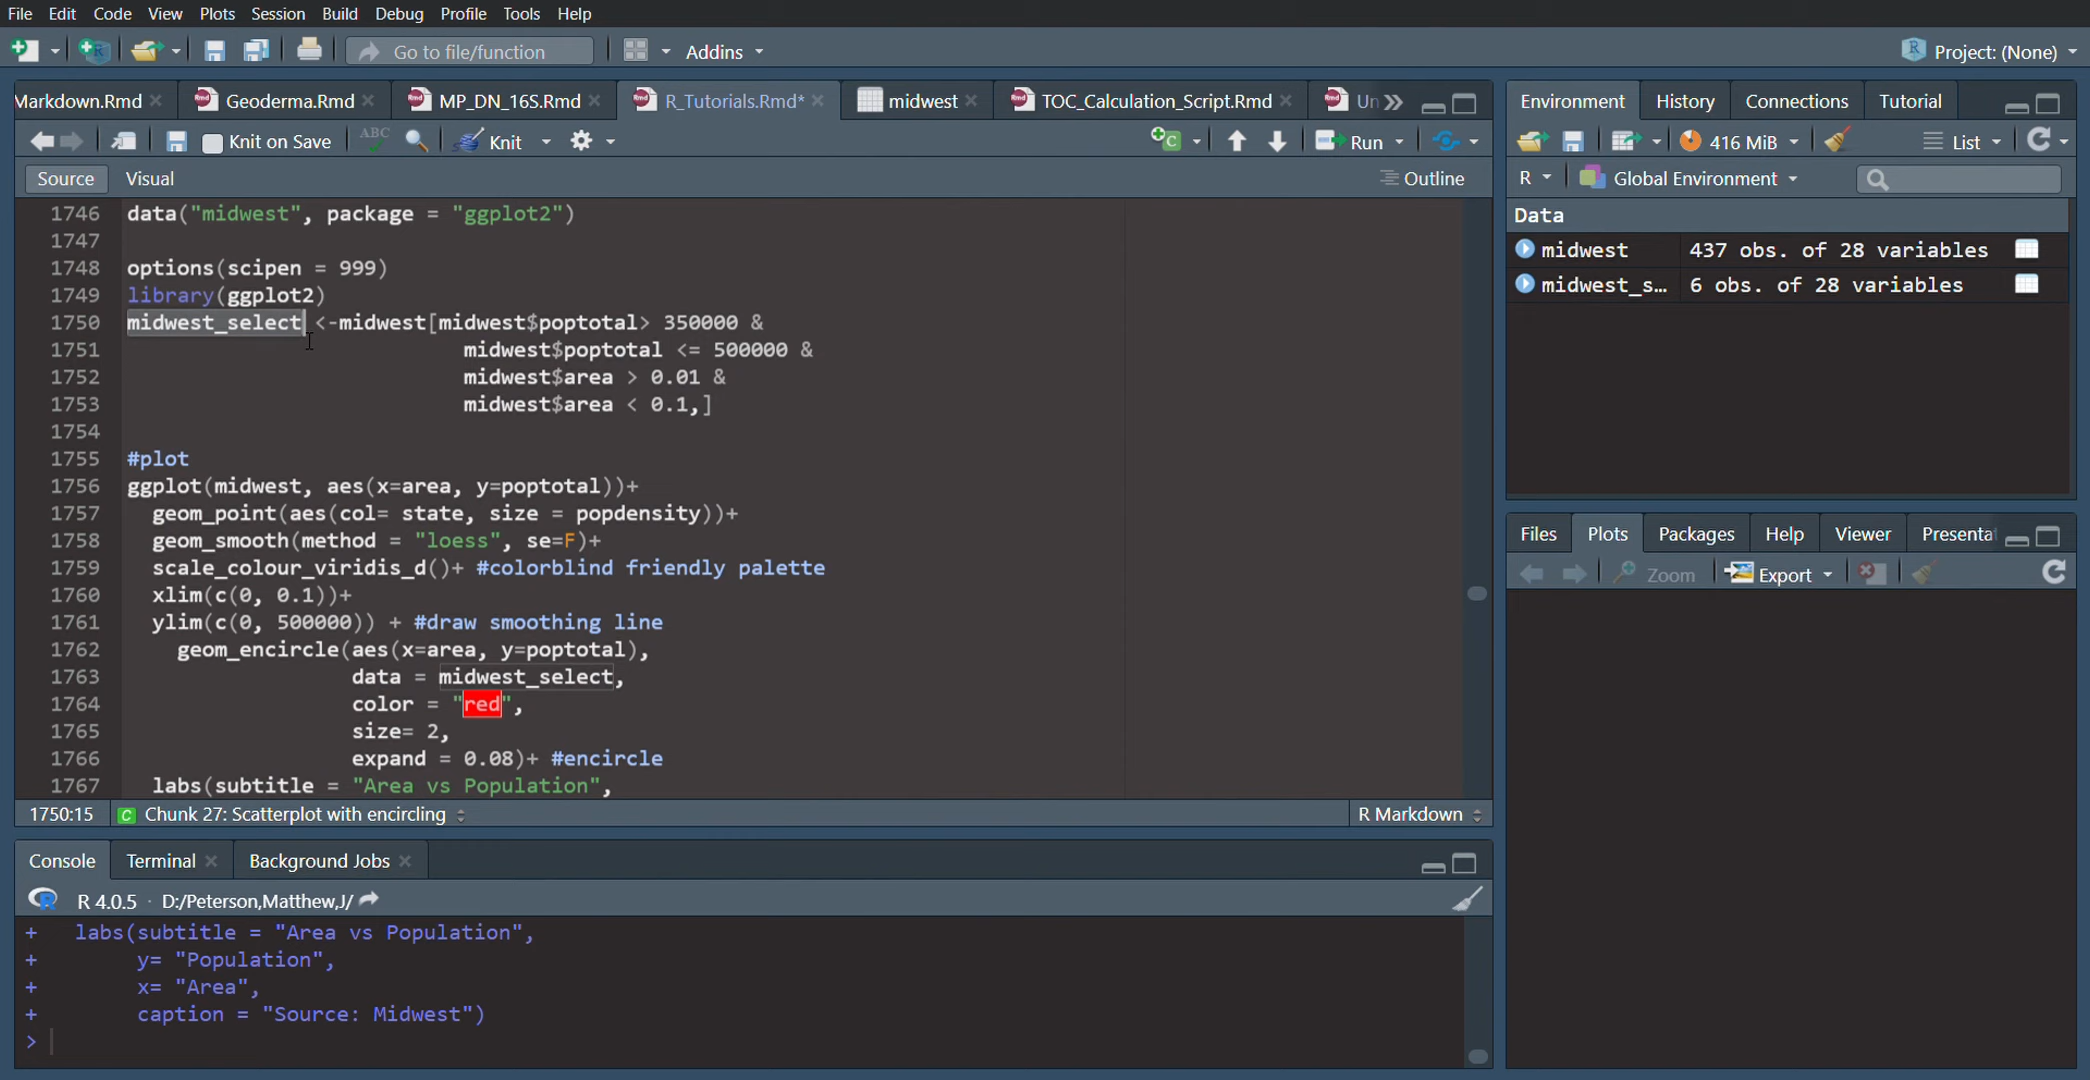 File Edit Code View Plots Session Build Debug Profile Tools Help
Go to file/function Addins Project: (None)
Markdown.Rmd Geoderma.Rmd MP_DN_16S.Rmd R_Tutorials.Rmd* midwest TOC_Calculation_Script.Rmd Un
Knit on Save ABC Knit Run
Source Visual Outline
1746 data("midwest", package = "ggplot2")
1747
1748 options(scipen = 999)
1749 library(ggplot2)
1750 midwest_select <-midwest[midwest$poptotal> 350000 &
1751 midwest$poptotal <= 500000 &
1752 midwest$area > 0.01 &
1753 midwest$area < 0.1,]
1754
1755 #plot
1756 ggplot(midwest, aes(x=area, y=poptotal))+
1757 geom_point(aes(col= state, size = popdensity))+
1758 geom_smooth(method = "loess", se=F)+
1759 scale_colour_viridis_d()+ #colorblind friendly palette
1760 xlim(c(0, 0.1))+
1761 ylim(c(0, 500000)) + #draw smoothing line
1762 geom_encircle(aes(x=area, y=poptotal),
1763 data = midwest_select,
1764 color = "red",
1765 size= 2,
1766 expand = 0.08)+ #encircle
1767 labs(subtitle = "Area vs Population",
1750:15 C Chunk 27: Scatterplot with encircling R Markdown
Console Terminal Background Jobs
R 4.0.5 · D:/Peterson,Matthew,J/
+ labs(subtitle = "Area vs Population",
+ y= "Population",
+ x= "Area",
+ caption = "Source: Midwest")
>
Environment History Connections Tutorial
416 MiB List
R Global Environment
Data
midwest 437 obs. of 28 variables
midwest_s… 6 obs. of 28 variables
Files Plots Packages Help Viewer Presenta
Zoom Export